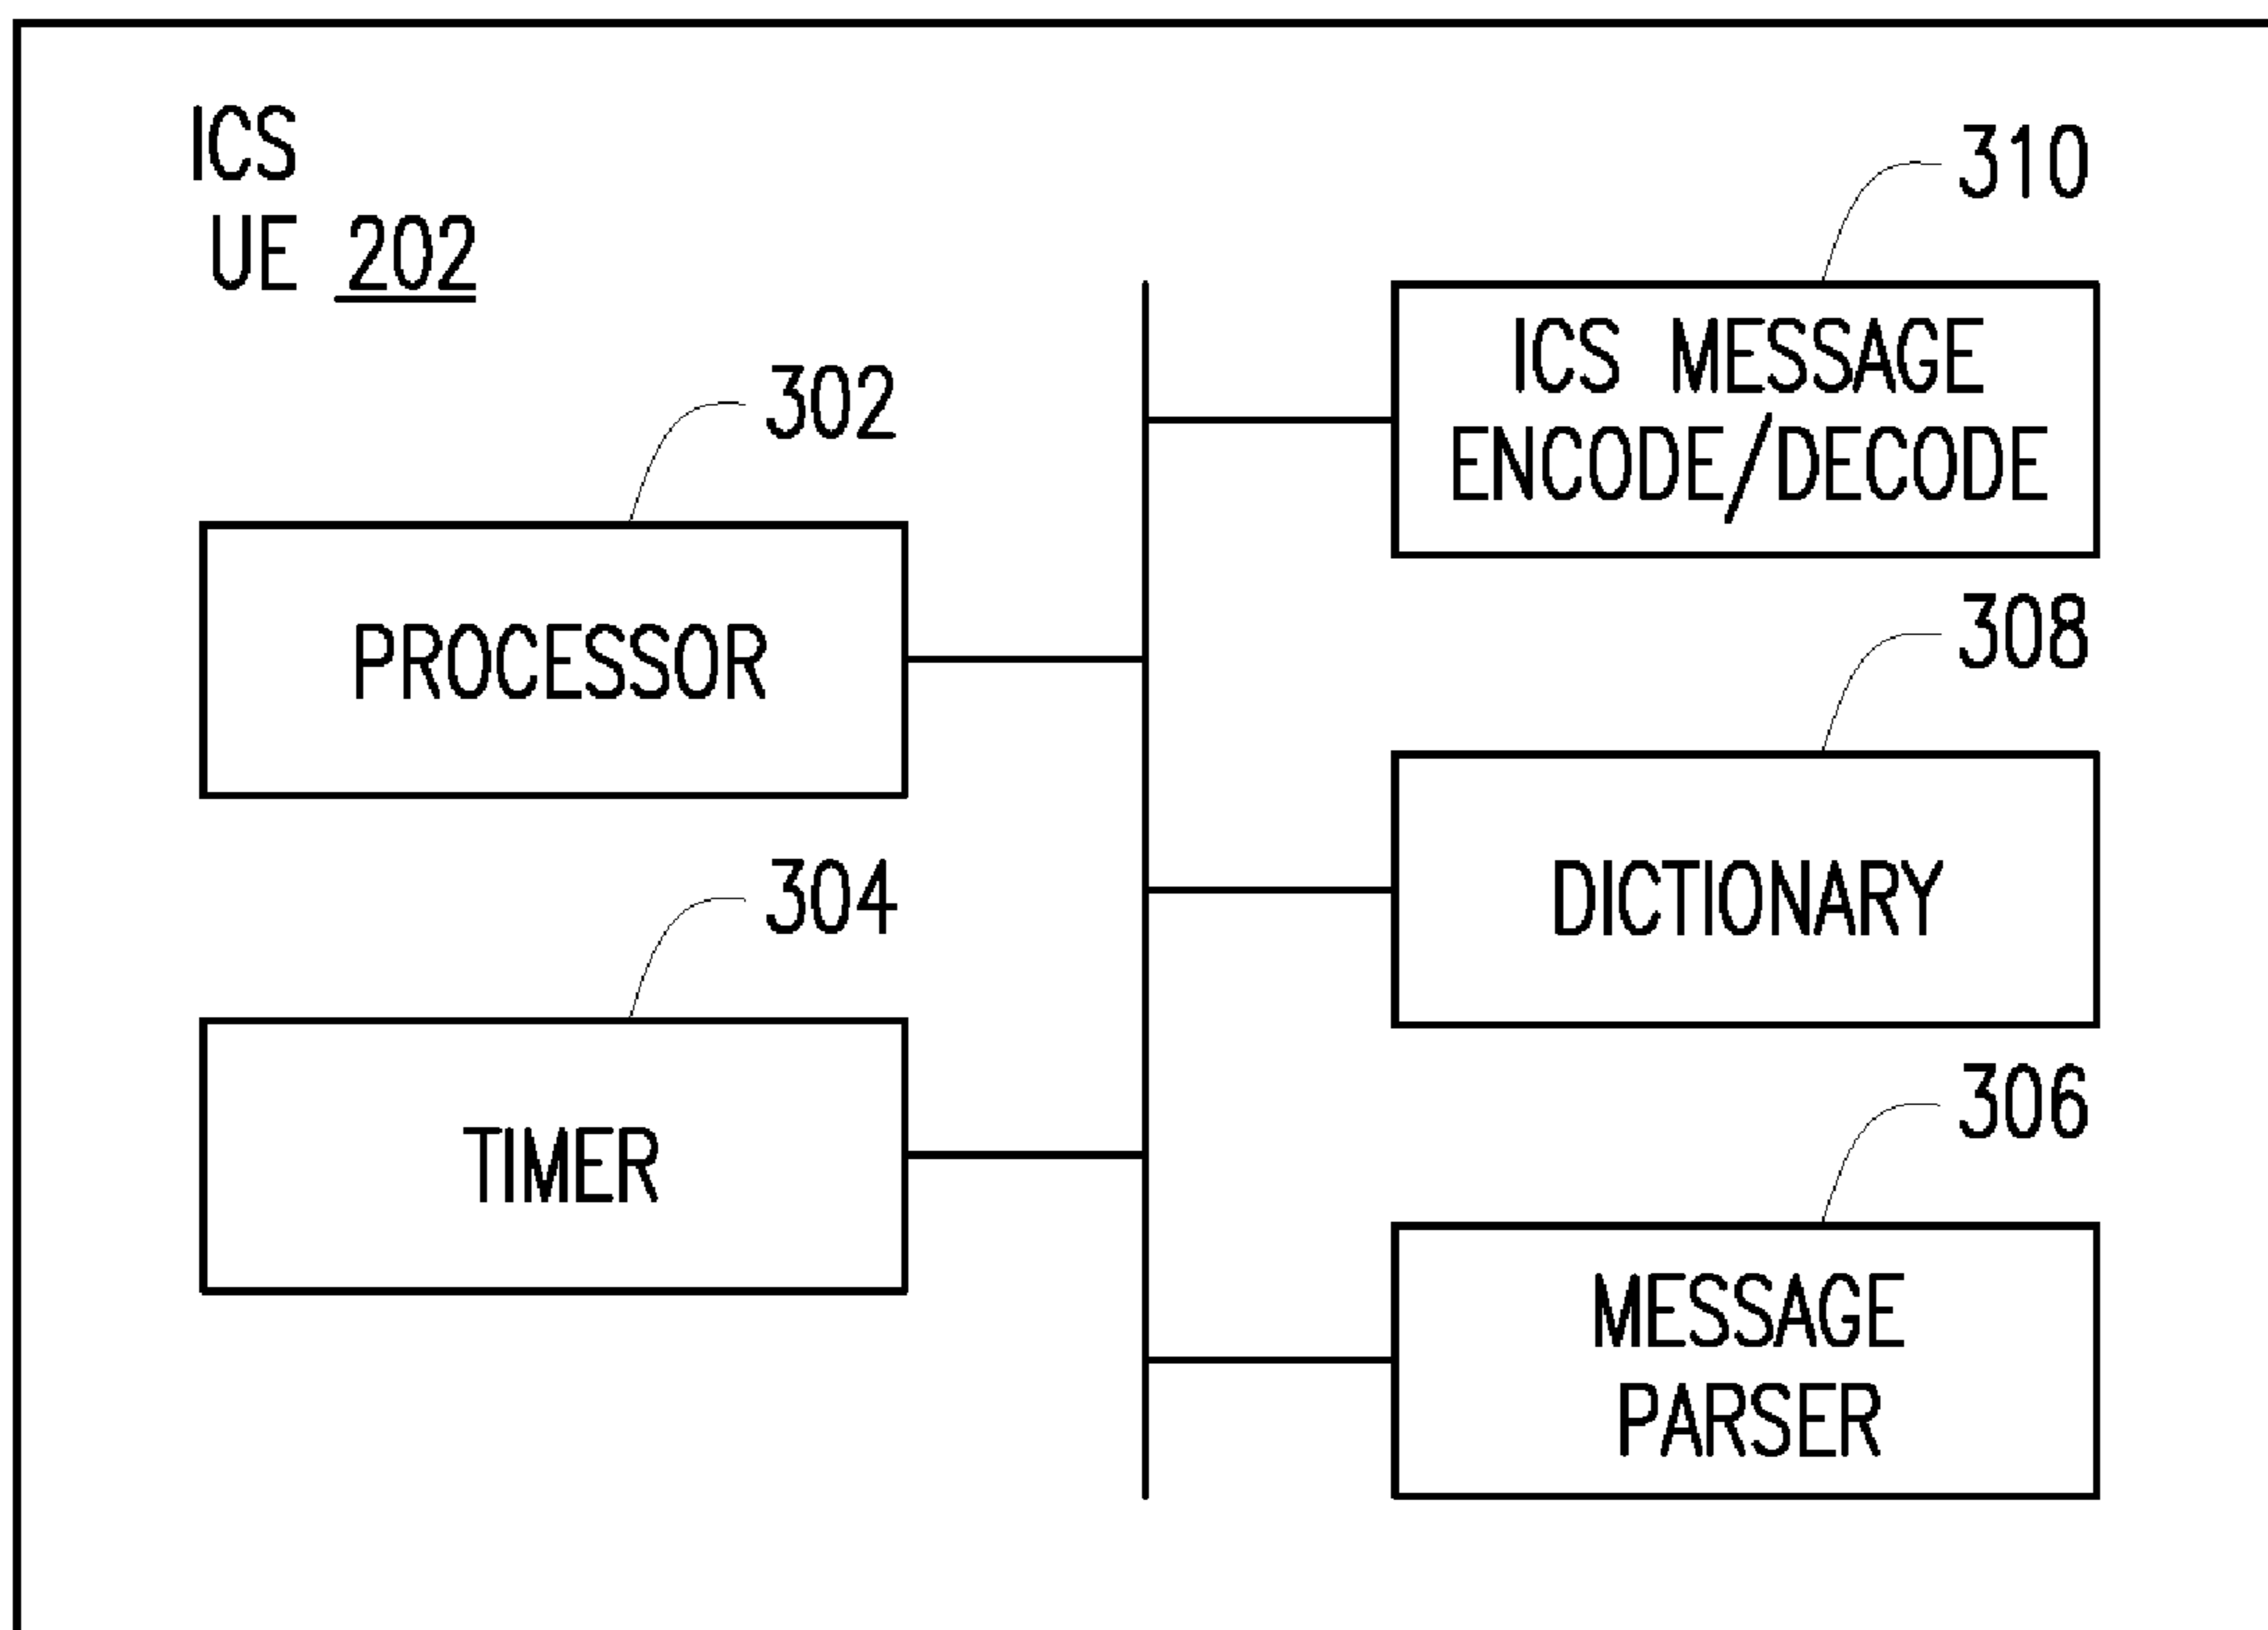 ICS
UE 202
302
PROCESSOR
304
TIMER
310
ICS MESSAGE
ENCODE/DECODE
308
DICTIONARY
306
MESSAGE
PARSER